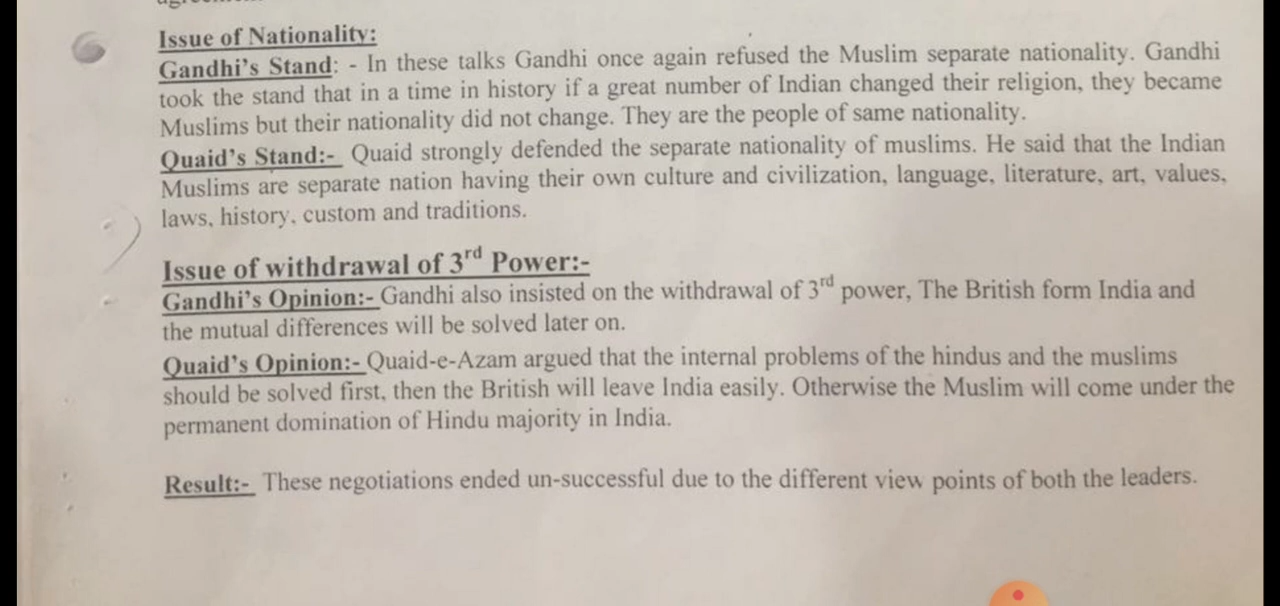 Issue of Nationality:
Gandhi's Stand: - In these talks Gandhi once again refused the Muslim separate nationality. Gandhi
took the stand that in a time in history if a great number of Indian changed their religion, they became
Muslims but their nationality did not change. They are the people of same nationality.
Quaid's Stand:- Quaid strongly defended the separate nationality of muslims. He said that the Indian
Muslims are separate nation having their own culture and civilization, language, literature, art, values,
laws, history, custom and traditions.
Issue of withdrawal of 3rd Power:-
Gandhi's Opinion:- Gandhi also insisted on the withdrawal of 3rd power, The British form India and
the mutual differences will be solved later on.
Quaid's Opinion:- Quaid-e-Azam argued that the internal problems of the hindus and the muslims
should be solved first, then the British will leave India easily. Otherwise the Muslim will come under the
permanent domination of Hindu majority in India.
Result:- These negotiations ended un-successful due to the different view points of both the leaders.